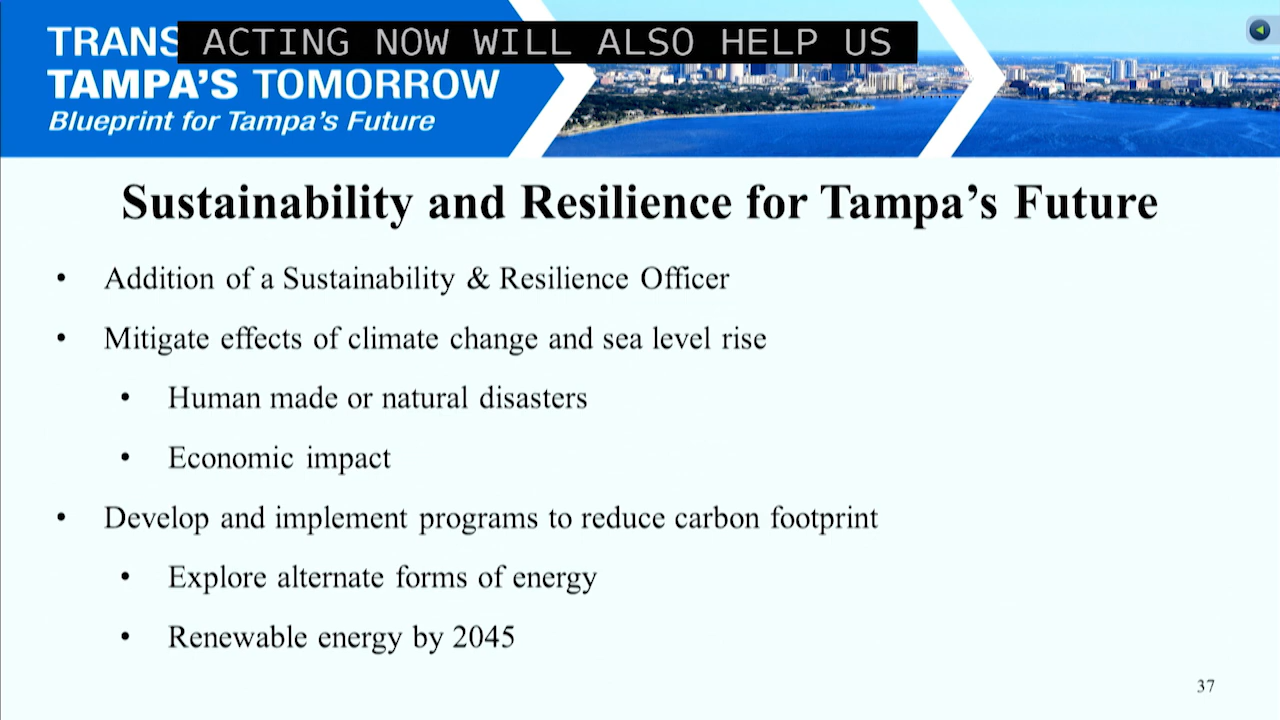 TRANS
ACTING NOW WILL ALSO HELP US
TAMPA'S TOMORROW
Blueprint for Tampa's Future
Sustainability and Resilience for Tampa's Future
• Addition of a Sustainability & Resilience Officer
• Mitigate effects of climate change and sea level rise
• Human made or natural disasters
• Economic impact
• Develop and implement programs to reduce carbon footprint
• Explore alternate forms of energy
• Renewable energy by 2045
37